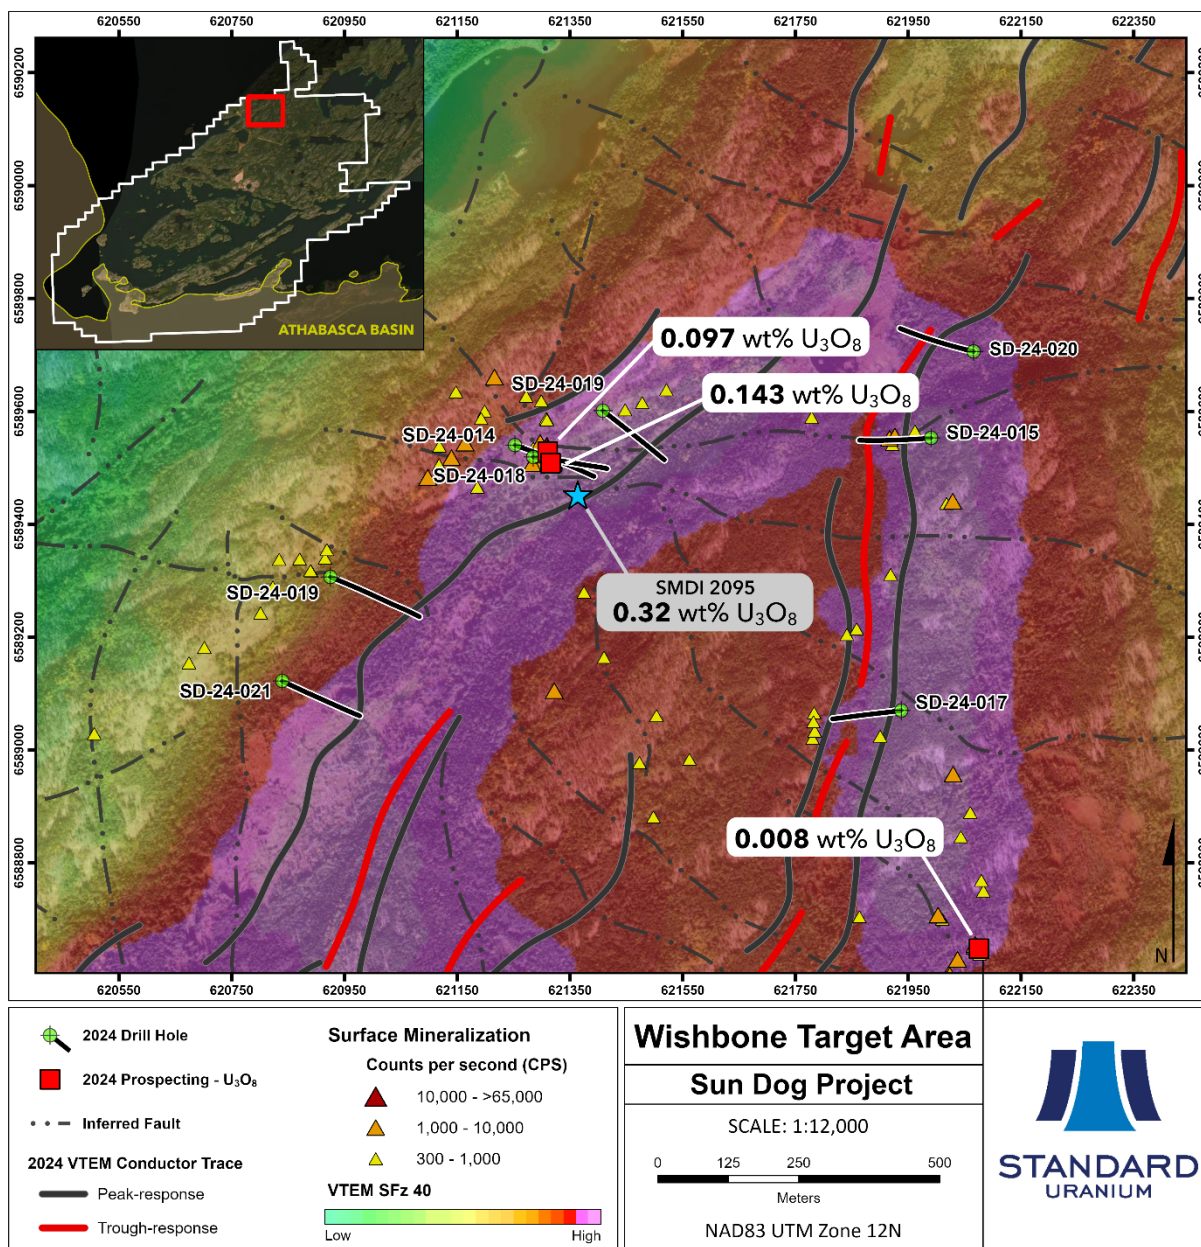 620550 620750 620950 621150 621350 621550 621750 621950 622150 622350
6590200
6590000
6589800
6589600
6589400
6589200
6589000
6588800
ATHABASCA BASIN
0.097 wt% U₃O₈
SD-24-020
SD-24-019
0.143 wt% U₃O₈
SD-24-014
SD-24-015
SD-24-018
SMDI 2095
0.32 wt% U₃O₈
SD-24-019
SD-24-021
SD-24-017
0.008 wt% U₃O₈
N
620550 620750 620950 621150 621350 621550 621750 621950 622150 622350
2024 Drill Hole
2024 Prospecting - U₃O₈
Inferred Fault
2024 VTEM Conductor Trace
Peak-response
Trough-response
Surface Mineralization
Counts per second (CPS)
10,000 - >65,000
1,000 - 10,000
300 - 1,000
VTEM SFz 40
Low High
Wishbone Target Area
Sun Dog Project
SCALE: 1:12,000
0 125 250 500
Meters
NAD83 UTM Zone 12N
STANDARD
URANIUM